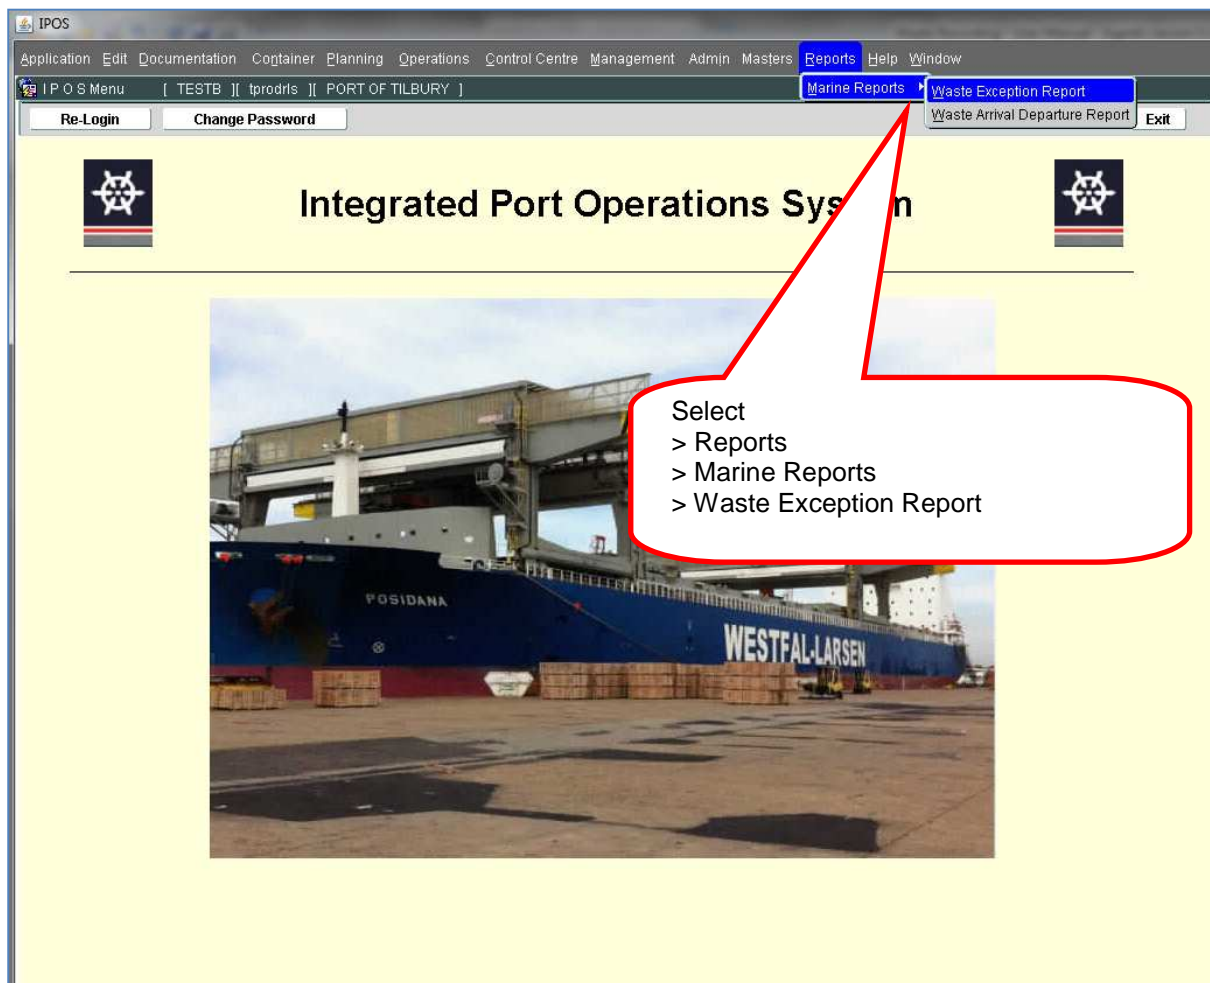 IPOS
Application Edit Documentation Container Planning Operations Control Centre Management Admin Masters Reports Help Window
I P O S Menu [ TESTB ][ tprodrls ][ PORT OF TILBURY ]
Marine Reports
Waste Exception Report
Waste Arrival Departure Report
Re-Login Change Password Exit
Integrated Port Operations System
Select
> Reports
> Marine Reports
> Waste Exception Report
POSIDANA
WESTFAL-LARSEN